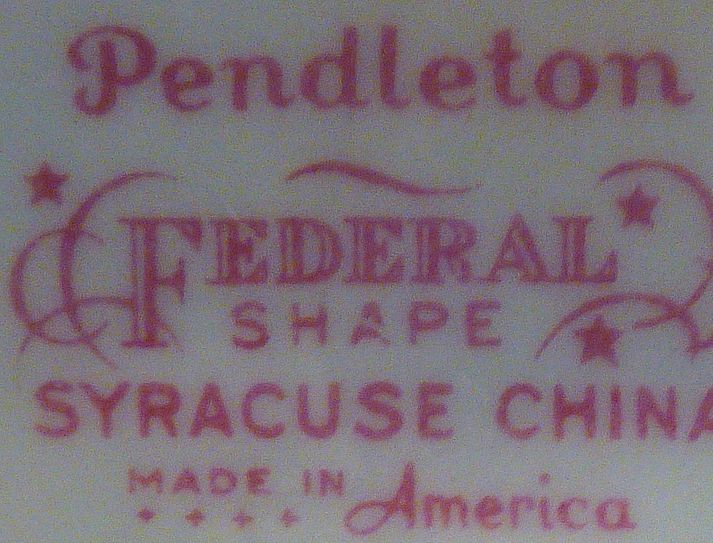 Pendleton
FEDERAL
SHAPE
SYRACUSE CHINA
MADE IN America